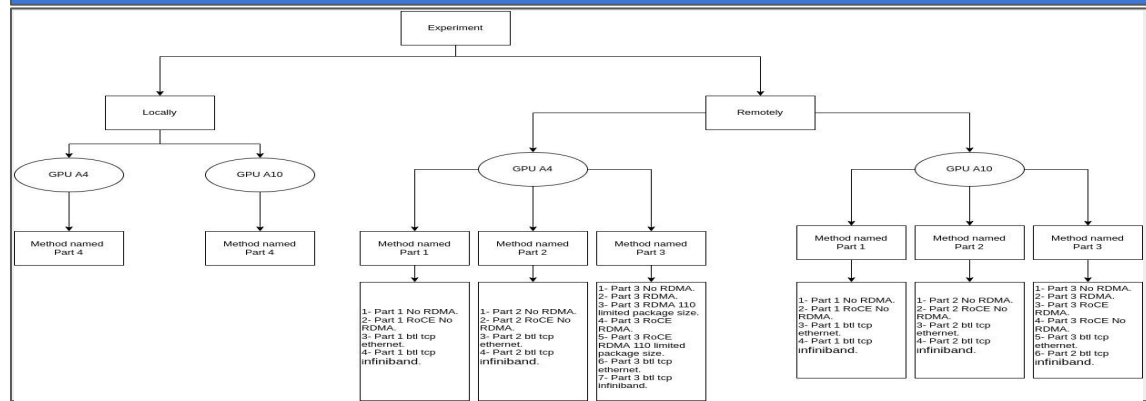 Experiment
Locally
Remotely
GPU A4
GPU A10
GPU A4
GPU A10
Method named
Part 4
Method named
Part 4
Method named
Part 1
Method named
Part 2
Method named
Part 3
Method named
Part 1
Method named
Part 2
Method named
Part 3
1- Part 1 No RDMA.
2- Part 1 RoCE No
RDMA.
3- Part 1 btl tcp
ethernet.
4- Part 1 btl tcp
infiniband.
1- Part 2 No RDMA.
2- Part 2 RoCE No
RDMA.
3- Part 2 btl tcp
ethernet.
4- Part 2 btl tcp
infiniband.
1- Part 3 No RDMA.
2- Part 3 RDMA.
3- Part 3 RDMA 110
limited package size.
4- Part 3 RoCE
RDMA.
5- Part 3 RoCE
RDMA 110 limited
package size.
6- Part 3 btl tcp
ethernet.
7- Part 3 btl tcp
infiniband.
1- Part 1 No RDMA.
2- Part 1 RoCE No
RDMA.
3- Part 1 btl tcp
ethernet.
4- Part 1 btl tcp
infiniband.
1- Part 2 No RDMA.
2- Part 2 RoCE No
RDMA.
3- Part 2 btl tcp
ethernet.
4- Part 2 btl tcp
infiniband.
1- Part 3 No RDMA.
2- Part 3 RDMA.
3- Part 3 RoCE
RDMA.
4- Part 3 RoCE No
RDMA.
5- Part 3 btl tcp
ethernet.
6- Part 2 btl tcp
infiniband.